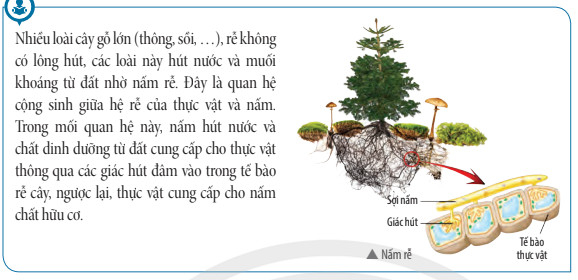 Nhiều loài cây gỗ lớn (thông, sồi, …), rễ không
có lông hút, các loài này hút nước và muối
khoáng từ đất nhờ nấm rễ. Đây là quan hệ
cộng sinh giữa hệ rễ của thực vật và nấm.
Trong mối quan hệ này, nấm hút nước và
chất dinh dưỡng từ đất cung cấp cho thực vật
thông qua các giác hút đâm vào trong tế bào
rễ cây, ngược lại, thực vật cung cấp cho nấm
chất hữu cơ.
Sợi nấm
Giác hút
Tế bào
thực vật
▲ Nấm rễ